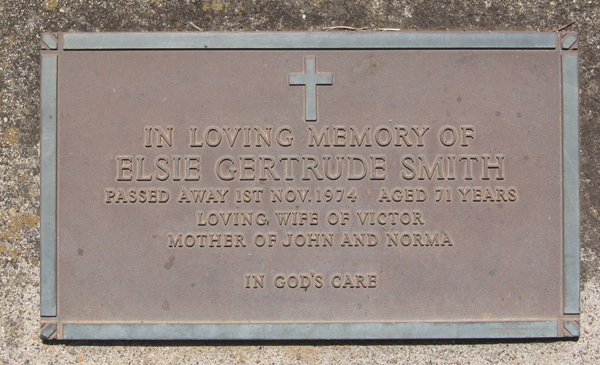 IN LOVING MEMORY OF
ELSIE GERTRUDE SMITH
PASSED AWAY 1ST NOV. 1974 AGED 71 YEARS
LOVING WIFE OF VICTOR
MOTHER OF JOHN AND NORMA
IN GOD'S CARE